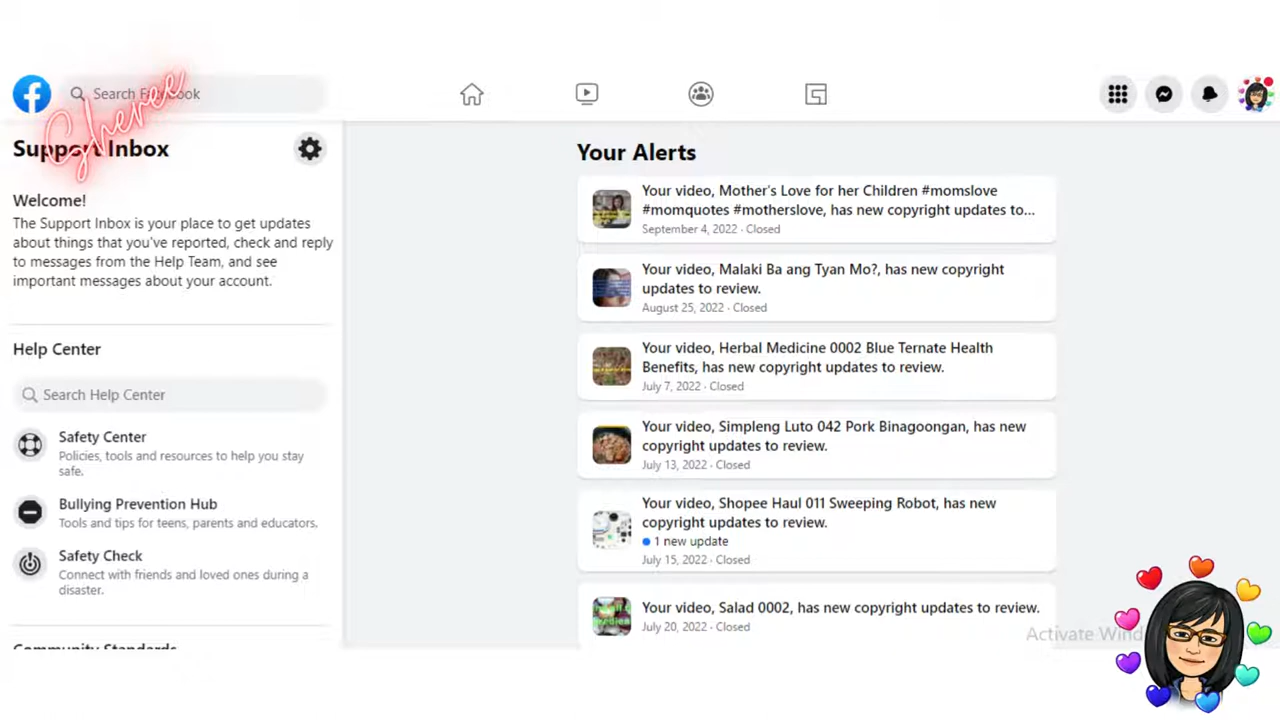 Search Facebook
Gheree
Support Inbox
Welcome!
The Support Inbox is your place to get updates
about things that you've reported, check and reply
to messages from the Help Team, and see
important messages about your account.
Help Center
Search Help Center
Safety Center
Policies, tools and resources to help you stay
safe.
Bullying Prevention Hub
Tools and tips for teens, parents and educators.
Safety Check
Connect with friends and loved ones during a
disaster.
Community Standards
Your Alerts
Your video, Mother's Love for her Children #momslove
#momquotes #motherslove, has new copyright updates to...
September 4, 2022 · Closed
Your video, Malaki Ba ang Tyan Mo?, has new copyright
updates to review.
August 25, 2022 · Closed
Your video, Herbal Medicine 0002 Blue Ternate Health
Benefits, has new copyright updates to review.
July 7, 2022 · Closed
Your video, Simpleng Luto 042 Pork Binagoongan, has new
copyright updates to review.
July 13, 2022 · Closed
Your video, Shopee Haul 011 Sweeping Robot, has new
copyright updates to review.
1 new update
July 15, 2022 · Closed
Your video, Salad 0002, has new copyright updates to review.
July 20, 2022 · Closed
Activate Wind